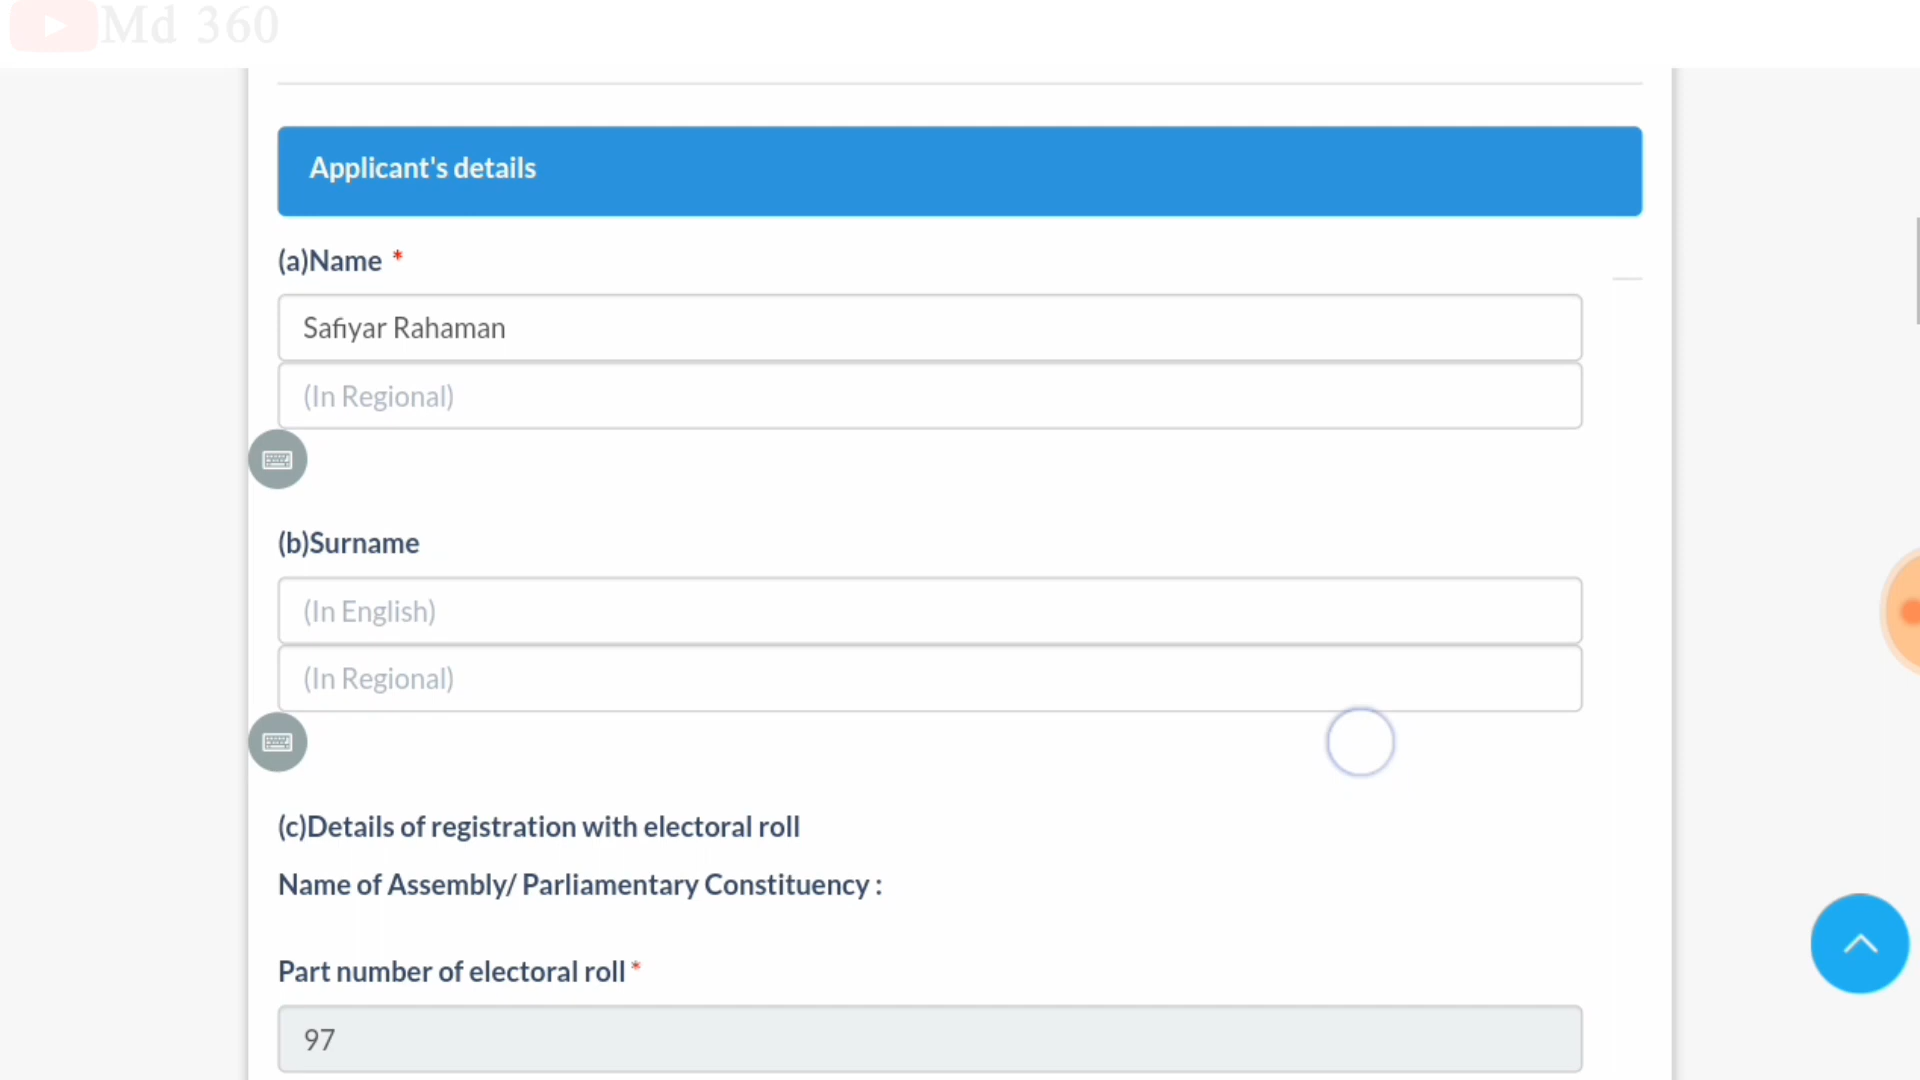 Md 360
Applicant's details
(a)Name *
Safiyar Rahaman
(In Regional)
(b)Surname
(In English)
(In Regional)
(c)Details of registration with electoral roll
Name of Assembly/ Parliamentary Constituency :
Part number of electoral roll *
97